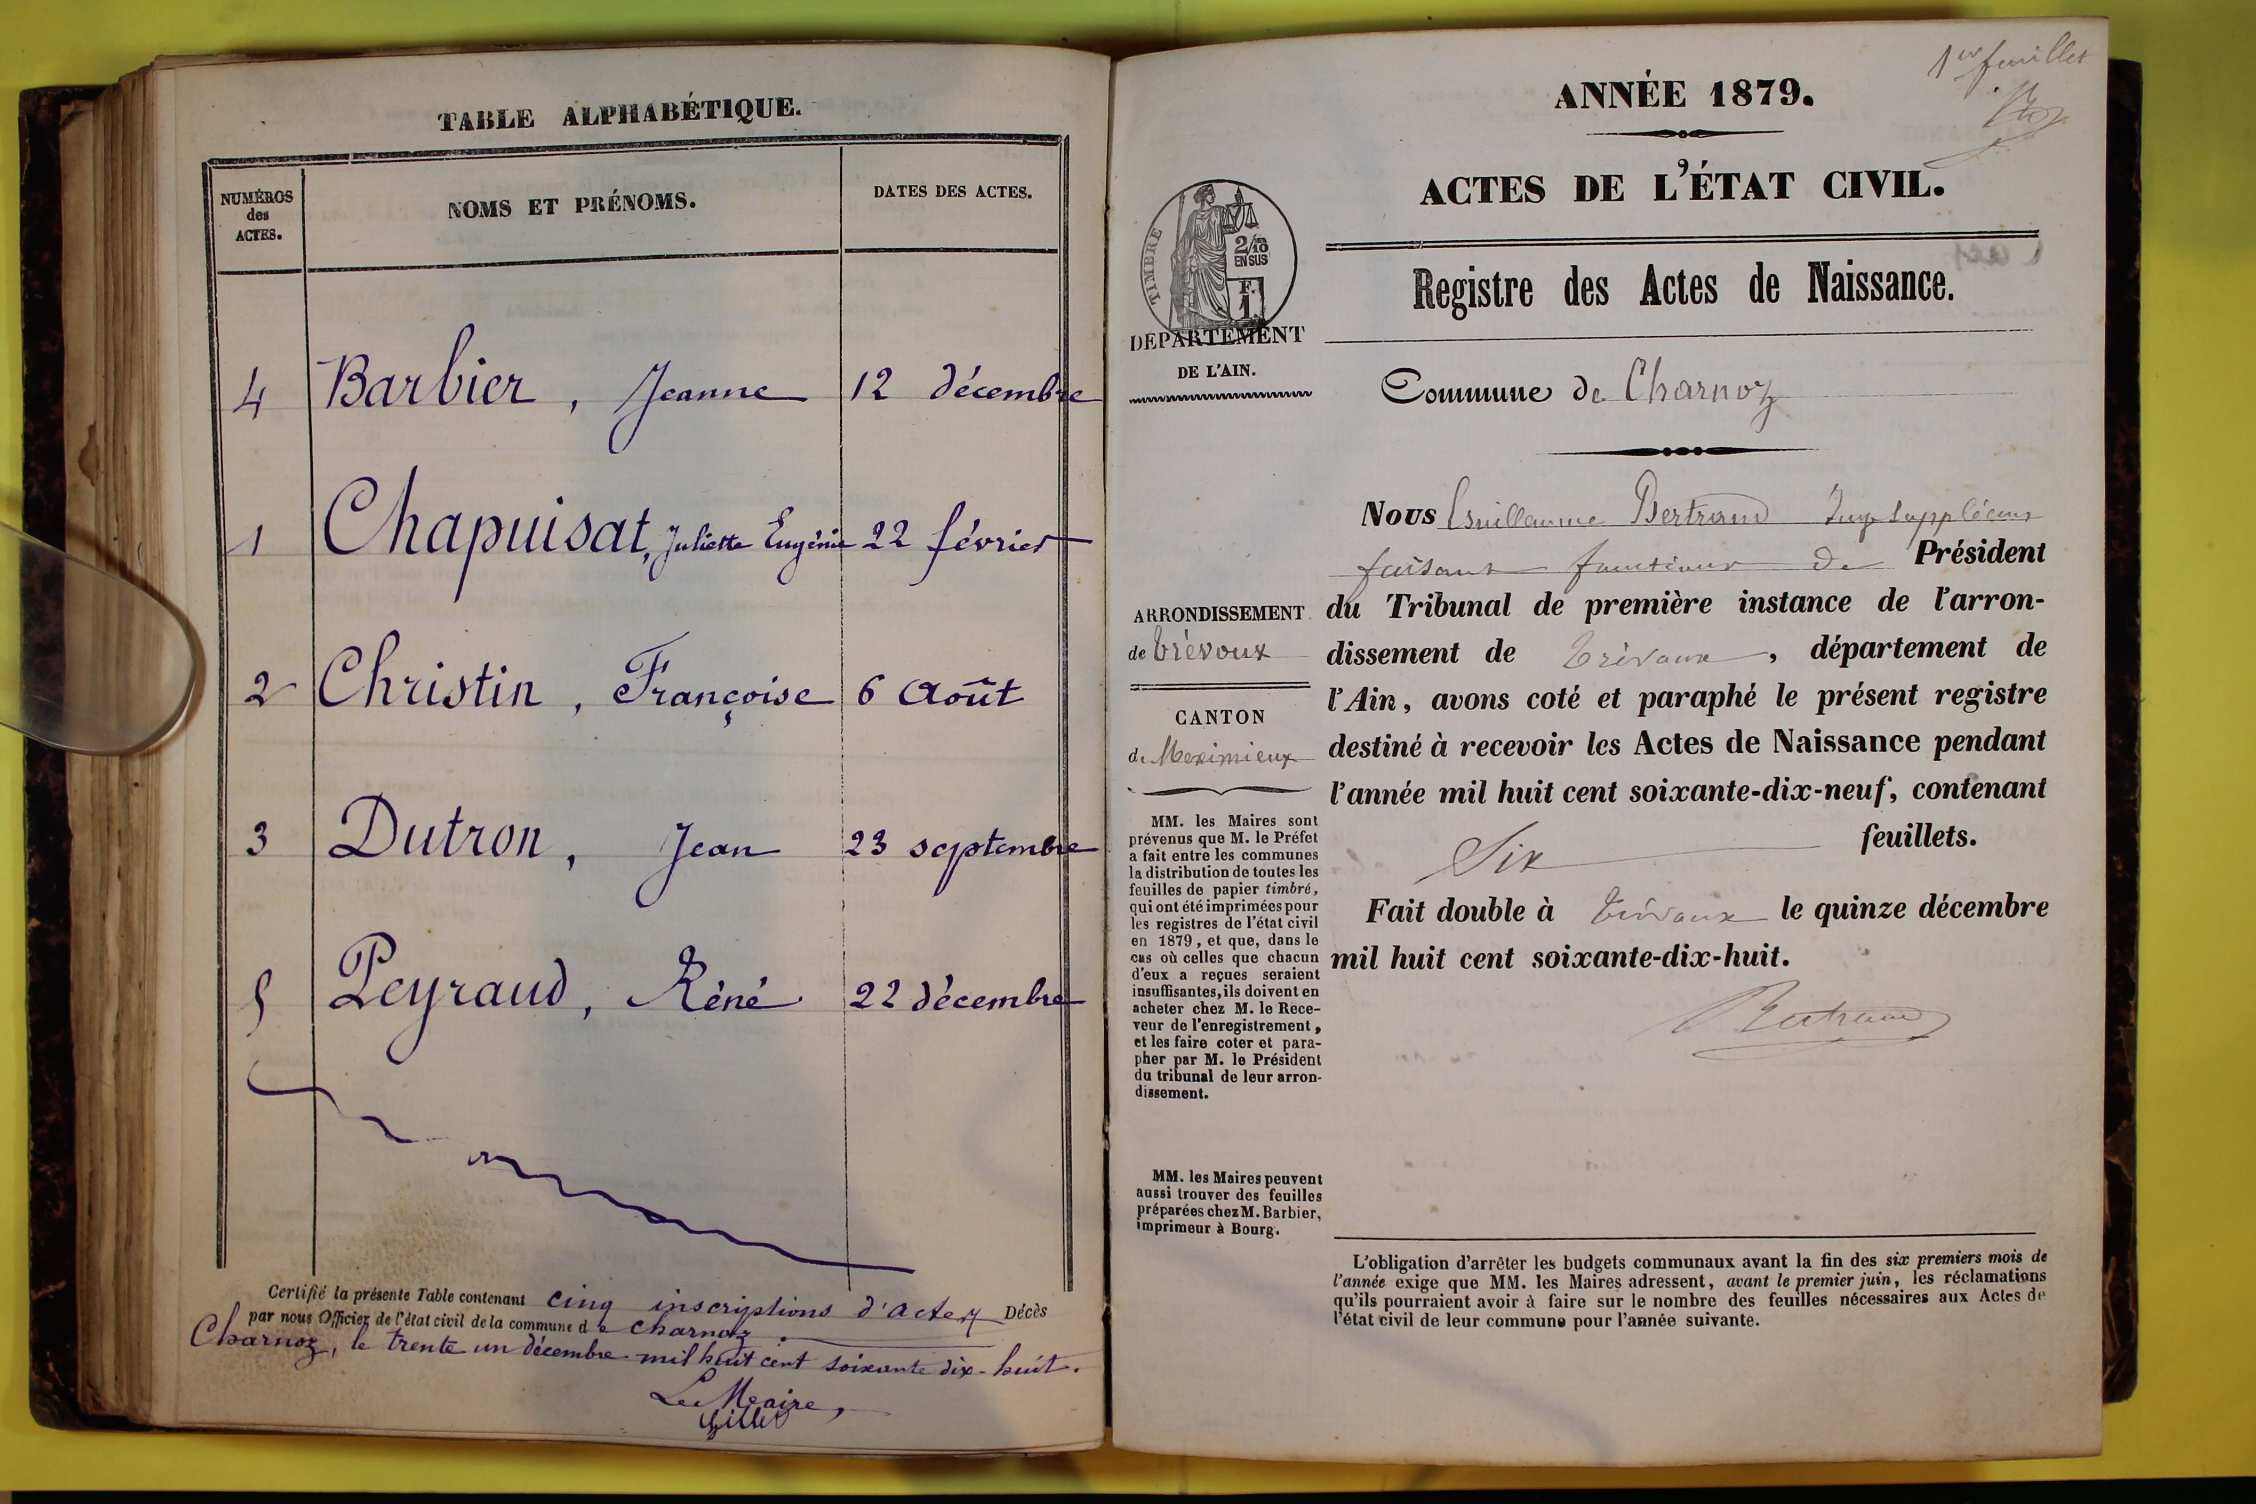 TABLE ALPHABÉTIQUE.
NUMÉROS
des
ACTES.
NOMS ET PRÉNOMS.
DATES DES ACTES.
4 Barbier, Jeanne 12 décembre
1 Chapuisat, Juliette Eugénie 22 février
2 Christin, Françoise 6 Août
3 Dutron, Jean 23 septembre
5 Peyraud, Réné 22 décembre
Certifié la présente Table contenant cinq inscriptions d'actes Décès
par nous Officier de l'état civil de la commune de Charnoz.
Charnoz, le trente un décembre mil huit cent soixante dix-huit.
Le Maire,
Gillet
1er feuillet
ANNÉE 1879.
ACTES DE L'ÉTAT CIVIL.
Registre des Actes de Naissance.
TIMBRE
2/10
EN SUS
F.
1
DÉPARTEMENT
DE L'AIN.
Commune de Charnoz
ARRONDISSEMENT
de Trévoux
CANTON
de Meximieux
MM. les Maires sont
prévenus que M. le Préfet
a fait entre les communes
la distribution de toutes les
feuilles de papier timbré,
qui ont été imprimées pour
les registres de l'état civil
en 1879, et que, dans le
cas où celles que chacun
d'eux a reçues seraient
insuffisantes, ils doivent en
acheter chez M. le Rece-
veur de l'enregistrement,
et les faire coter et para-
pher par M. le Président
du tribunal de leur arron-
dissement.
MM. les Maires peuvent
aussi trouver des feuilles
préparées chez M. Barbier,
imprimeur à Bourg.
Nous Guillaume Bertrand Juge Suppléant
faisant fonctions de Président
du Tribunal de première instance de l'arron-
dissement de Trévoux, département de
l'Ain, avons coté et paraphé le présent registre
destiné à recevoir les Actes de Naissance pendant
l'année mil huit cent soixante-dix-neuf, contenant
Six feuillets.
Fait double à Trévoux le quinze décembre
mil huit cent soixante-dix-huit.
Bertrand
L'obligation d'arrêter les budgets communaux avant la fin des six premiers mois de
l'année exige que MM. les Maires adressent, avant le premier juin, les réclamations
qu'ils pourraient avoir à faire sur le nombre des feuilles nécessaires aux Actes de
l'état civil de leur commune pour l'année suivante.